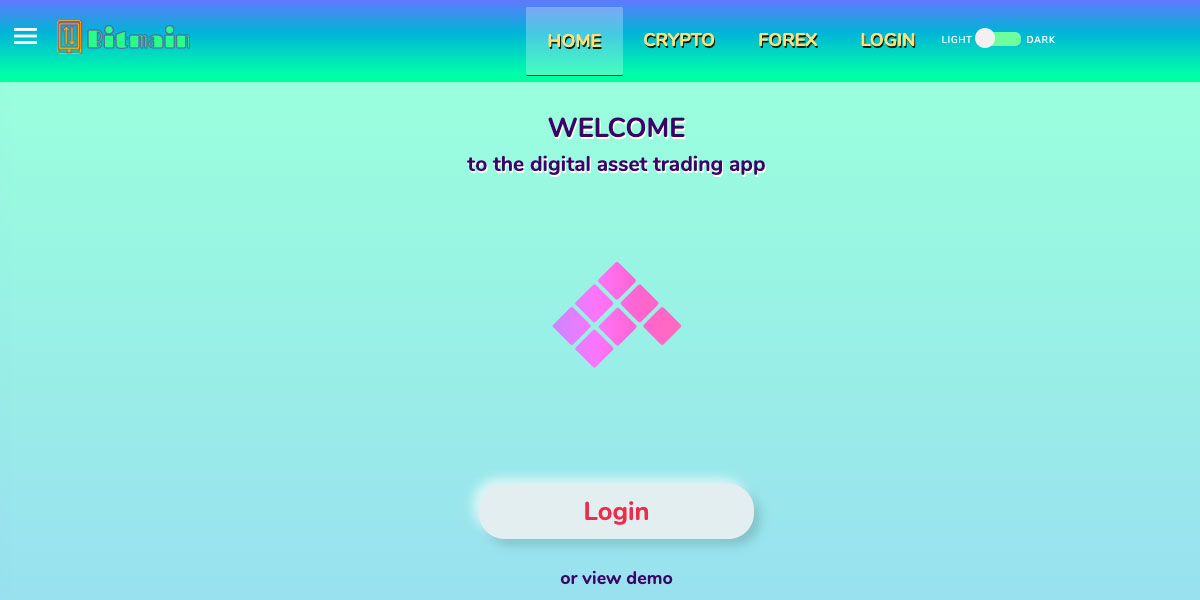 Bitmain
HOME CRYPTO FOREX LOGIN LIGHT DARK
WELCOME
to the digital asset trading app
Login
or view demo